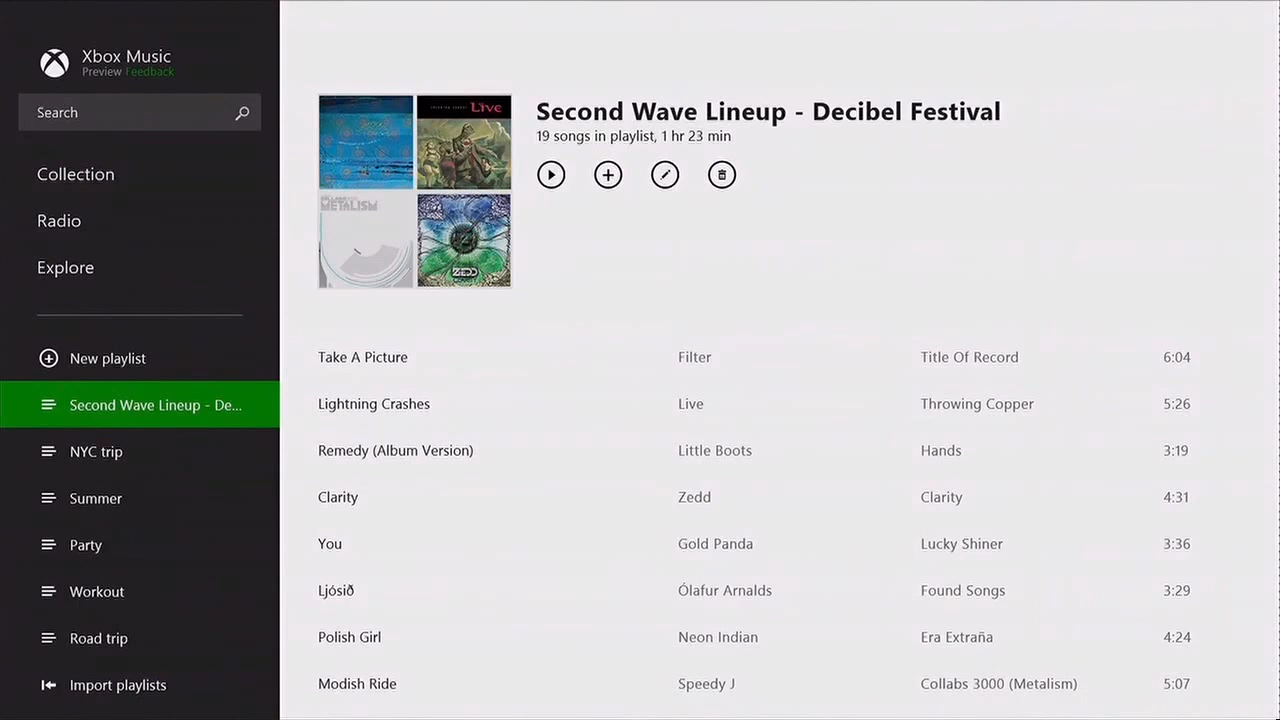 Xbox Music
Preview Feedback
Search
Collection
Radio
Explore
New playlist
Second Wave Lineup - De...
NYC trip
Summer
Party
Workout
Road trip
Import playlists
Live
METALISM
ZEDD
Second Wave Lineup - Decibel Festival
19 songs in playlist, 1 hr 23 min
Take A Picture Filter Title Of Record 6:04
Lightning Crashes Live Throwing Copper 5:26
Remedy (Album Version) Little Boots Hands 3:19
Clarity Zedd Clarity 4:31
You Gold Panda Lucky Shiner 3:36
Ljósið Ólafur Arnalds Found Songs 3:29
Polish Girl Neon Indian Era Extraña 4:24
Modish Ride Speedy J Collabs 3000 (Metalism) 5:07